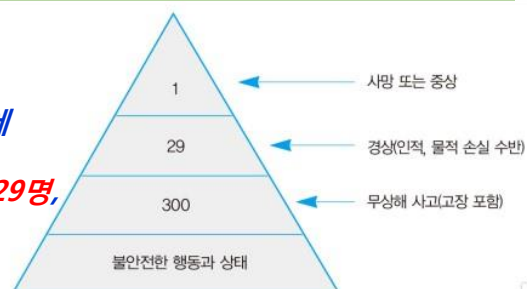 1
사망 또는 중상
29
경상(인적, 물적 손실 수반)
29명,
300
무상해 사고(고장 포함)
불안전한 행동과 상태